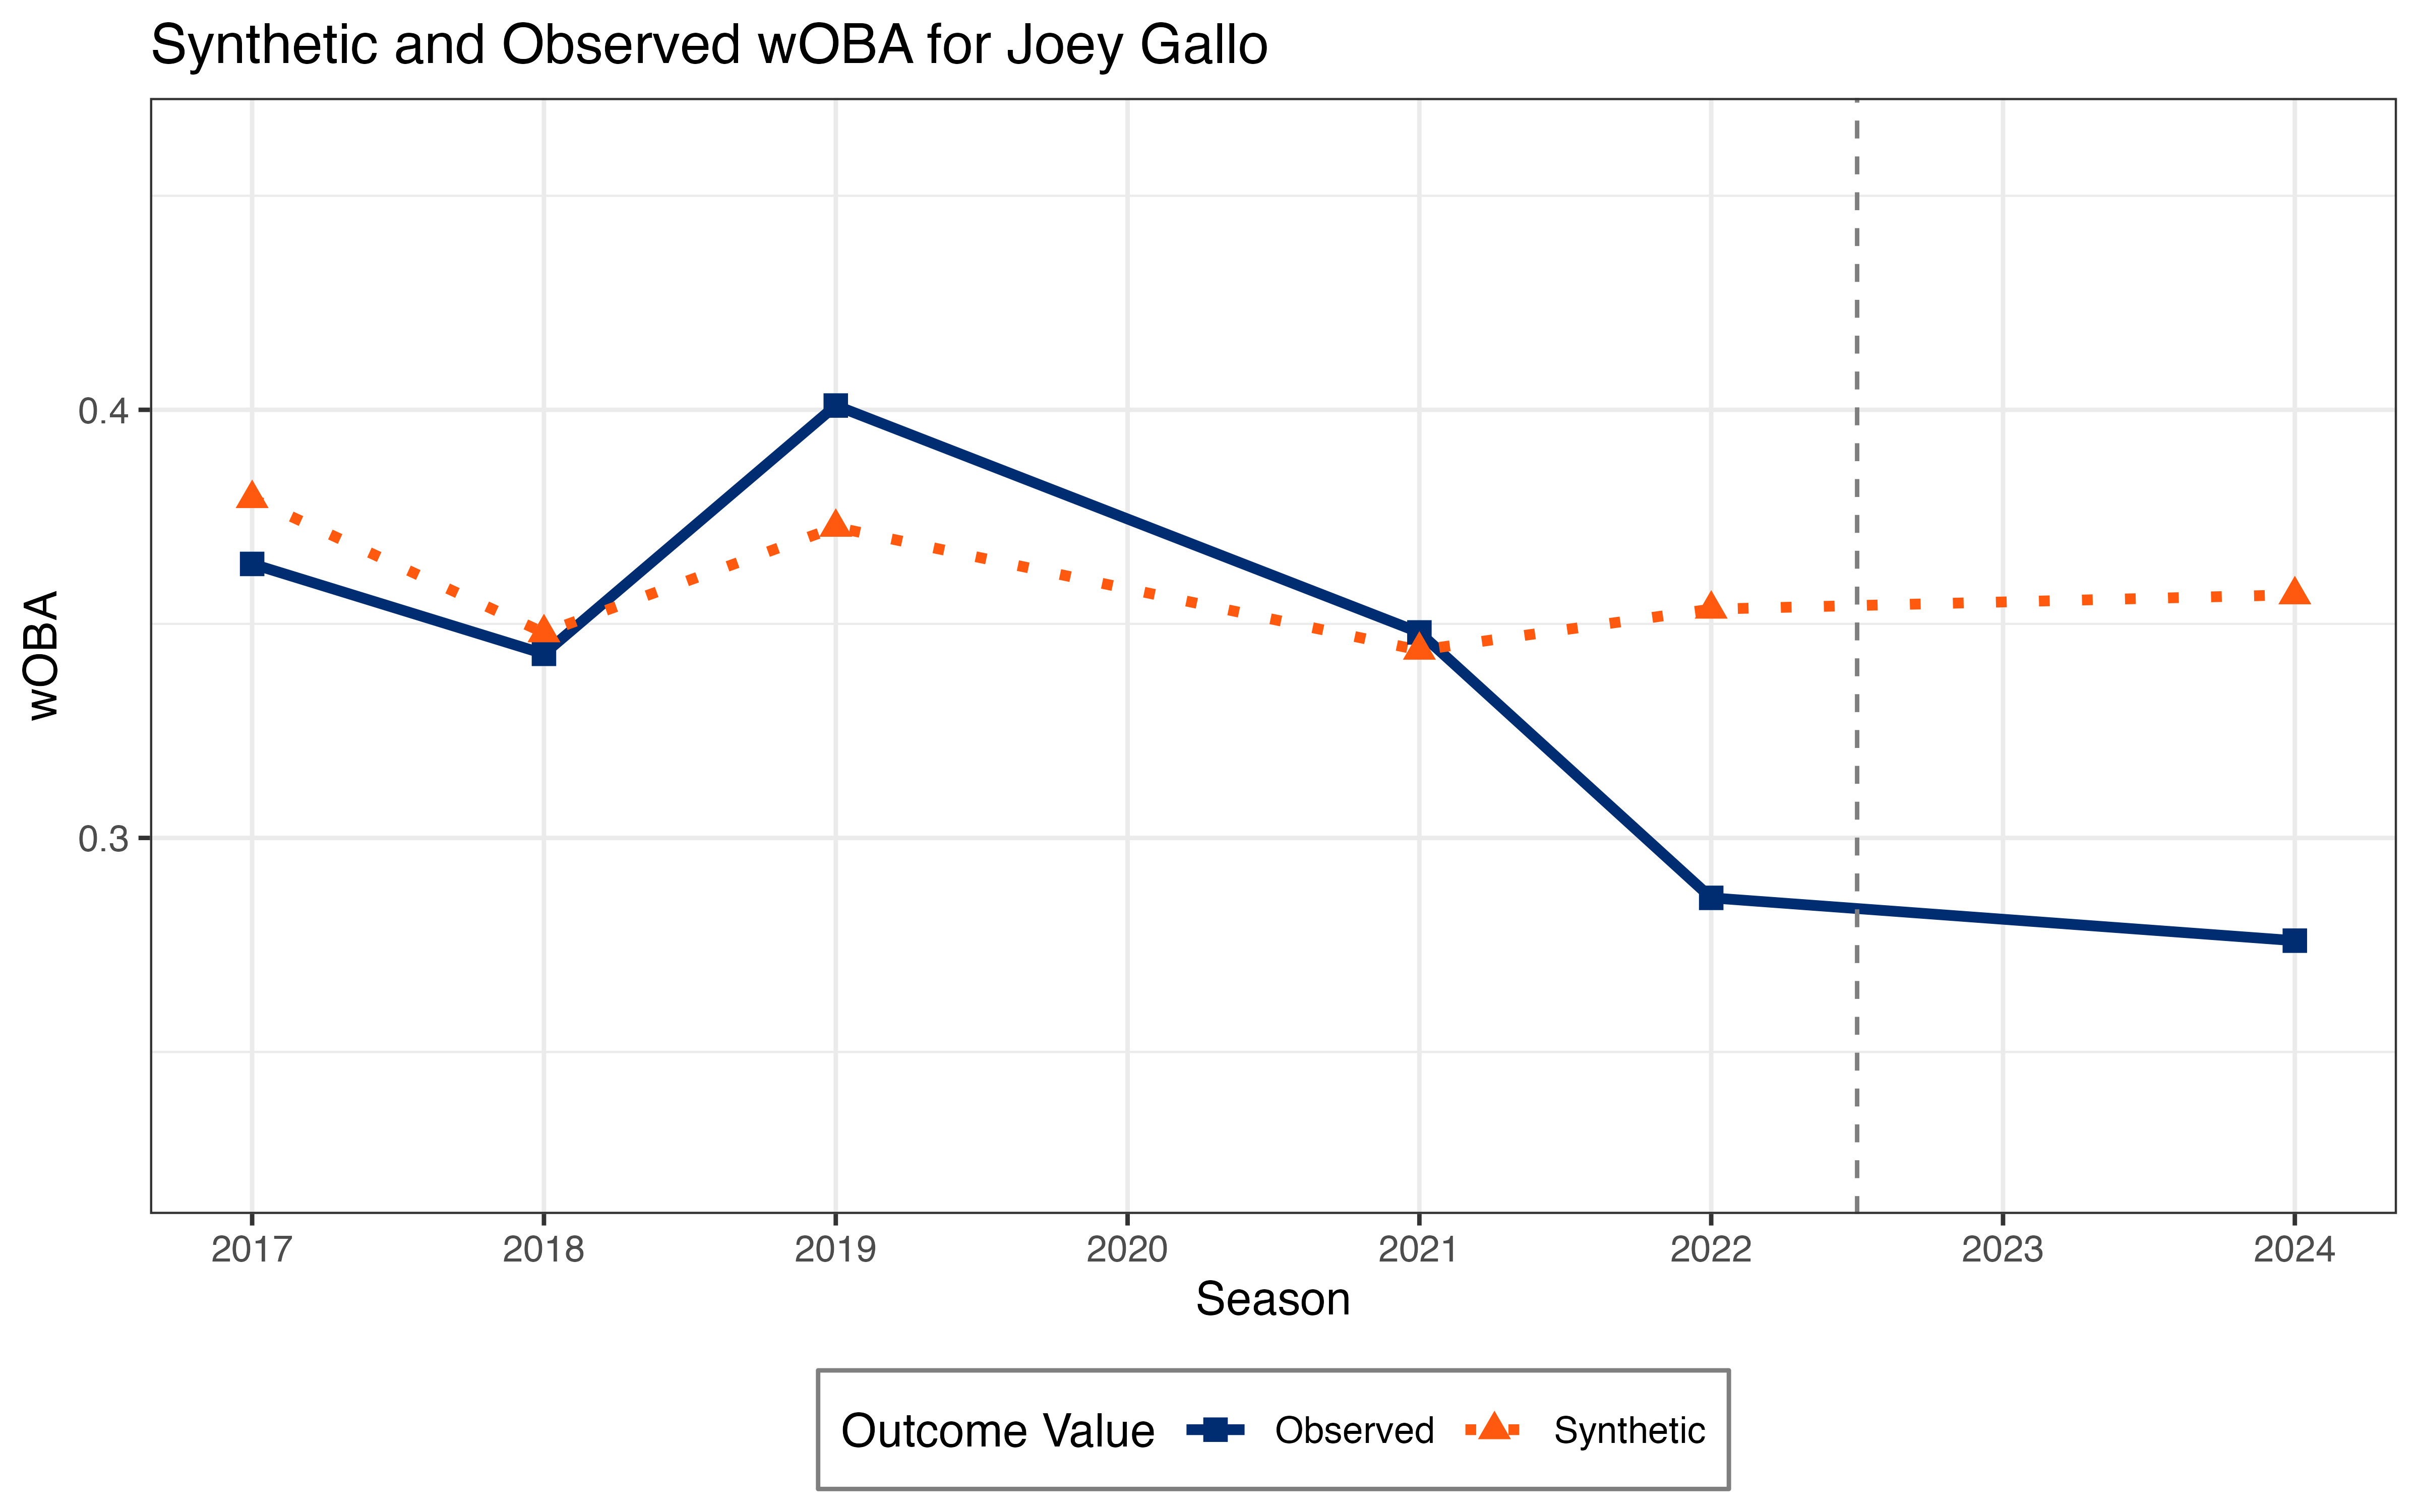 Synthetic and Observed wOBA for Joey Gallo
wOBA
0.4
0.3
2017 2018 2019 2020 2021 2022 2023 2024
Season
Outcome Value Observed Synthetic